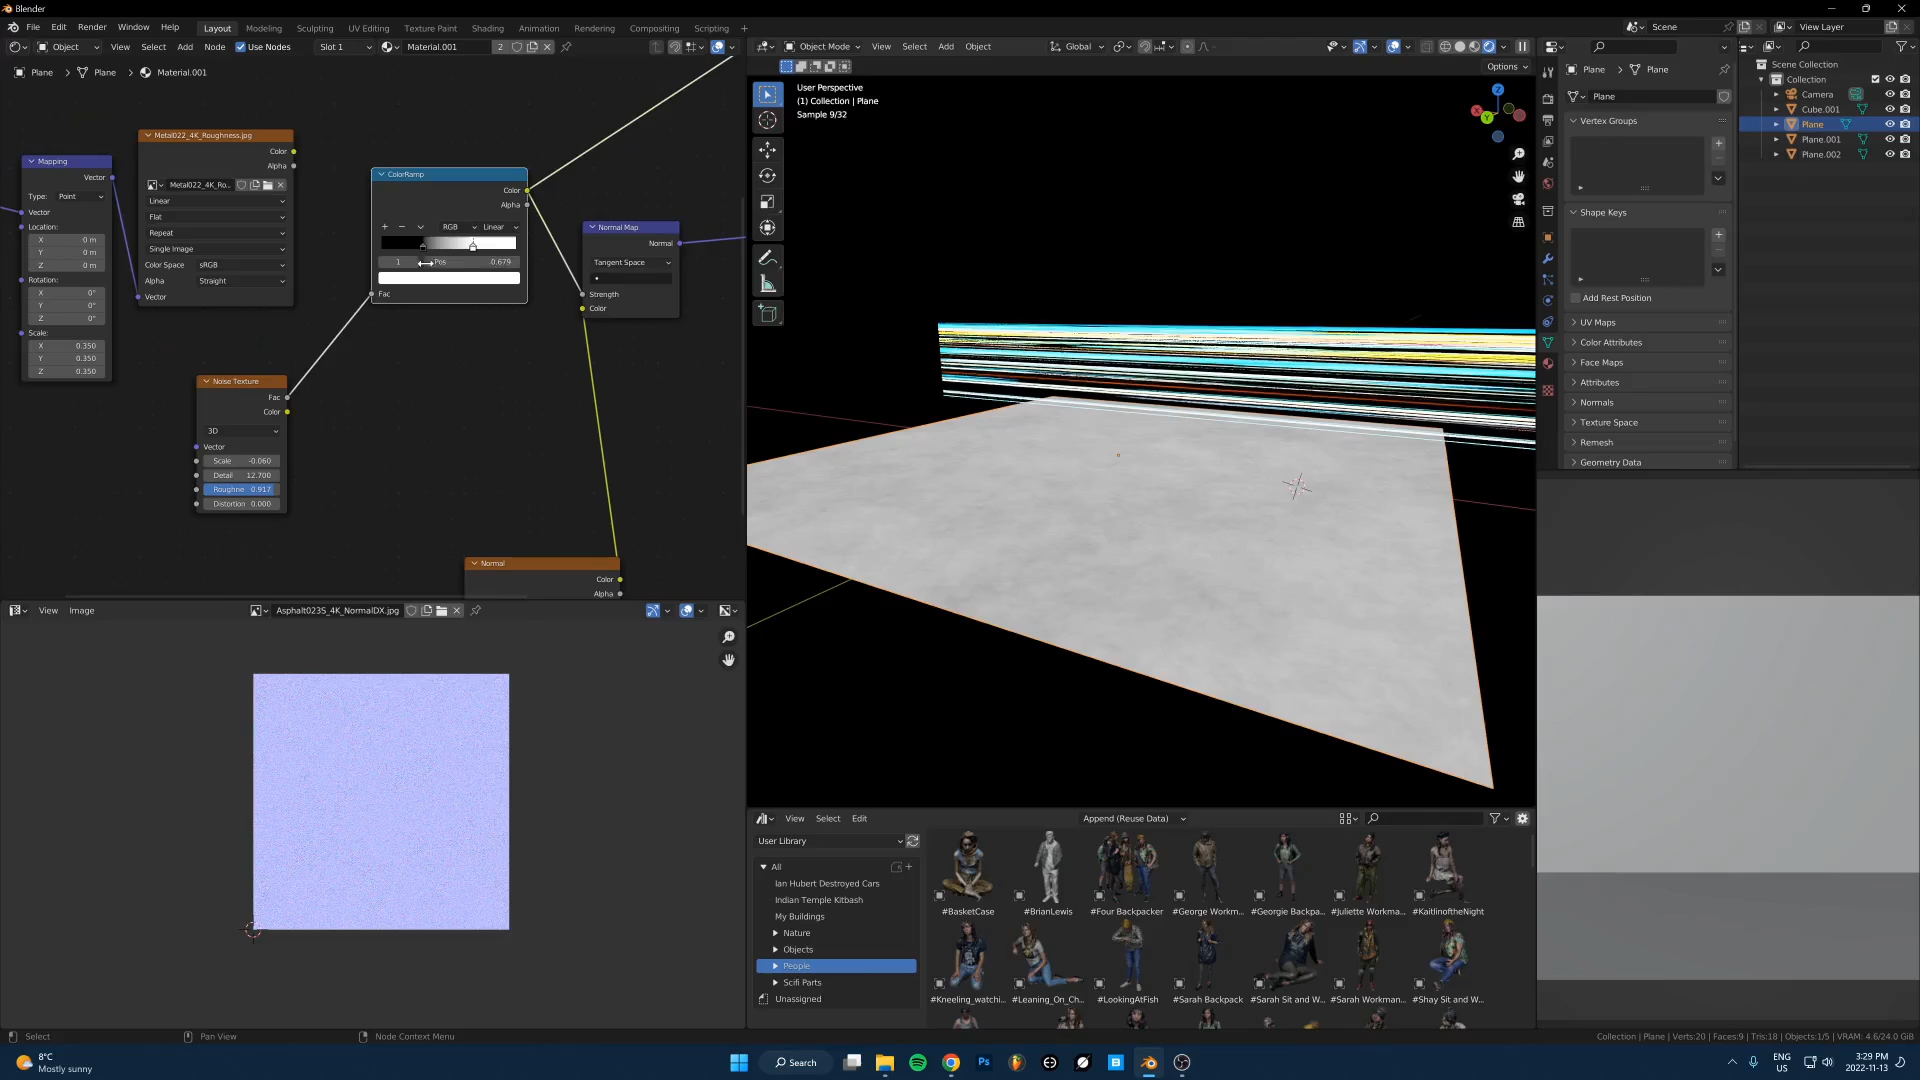 Blender
File Edit Render Window Help Layout Modeling Sculpting UV Editing Texture Paint Shading Animation Rendering Compositing Scripting +
Scene View Layer
Object View Select Add Node Use Nodes Slot 1 Material.001 2
Object Mode View Select Add Object Global
Options
Plane > Plane > Material.001
User Perspective
(1) Collection | Plane
Sample 9/32
Z
X
Y
Metal022_4K_Roughness.jpg
Color
Alpha
Metal022_4K_Ro...
Linear
Flat
Repeat
Single Image
Color Space sRGB
Alpha Straight
Vector
Mapping
Vector
Type: Point
Vector
Location:
X 0 m
Y 0 m
Z 0 m
Rotation:
X 0°
Y 0°
Z 0°
Scale:
X 0.350
Y 0.350
Z 0.350
ColorRamp
Color
Alpha
+ − RGB Linear
1 Pos 0.679
Fac
Normal Map
Normal
Tangent Space
Strength
Color
Noise Texture
Fac
Color
3D
Vector
Scale -0.060
Detail 12.700
Roughne 0.917
Distortion 0.000
Normal
Color
Alpha
View Image Asphalt023S_4K_NormalDX.jpg
Plane > Plane
Plane
Vertex Groups
Shape Keys
Add Rest Position
UV Maps
Color Attributes
Face Maps
Attributes
Normals
Texture Space
Remesh
Geometry Data
Scene Collection
Collection
Camera
Cube.001
Plane
Plane.001
Plane.002
View Select Edit Append (Reuse Data)
User Library
All
Ian Hubert Destroyed Cars
Indian Temple Kitbash
My Buildings
Nature
Objects
People
Scifi Parts
Unassigned
#BasketCase #BrianLewis #Four Backpacker #George Workm... #Georgie Backpa... #Juliette Workma... #KaitlinoftheNight
#Kneeling_watchi... #Leaning_On_Ch... #LookingAtFish #Sarah Backpack #Sarah Sit and W... #Sarah Workman... #Shay Sit and W...
Select Pan View Node Context Menu
Collection | Plane | Verts:20 | Faces:9 | Tris:18 | Objects:1/5 | VRAM: 4.6/24.0 GiB
8°C
Mostly sunny
Search
Ps
B
ENG
US
3:29 PM
2022-11-13